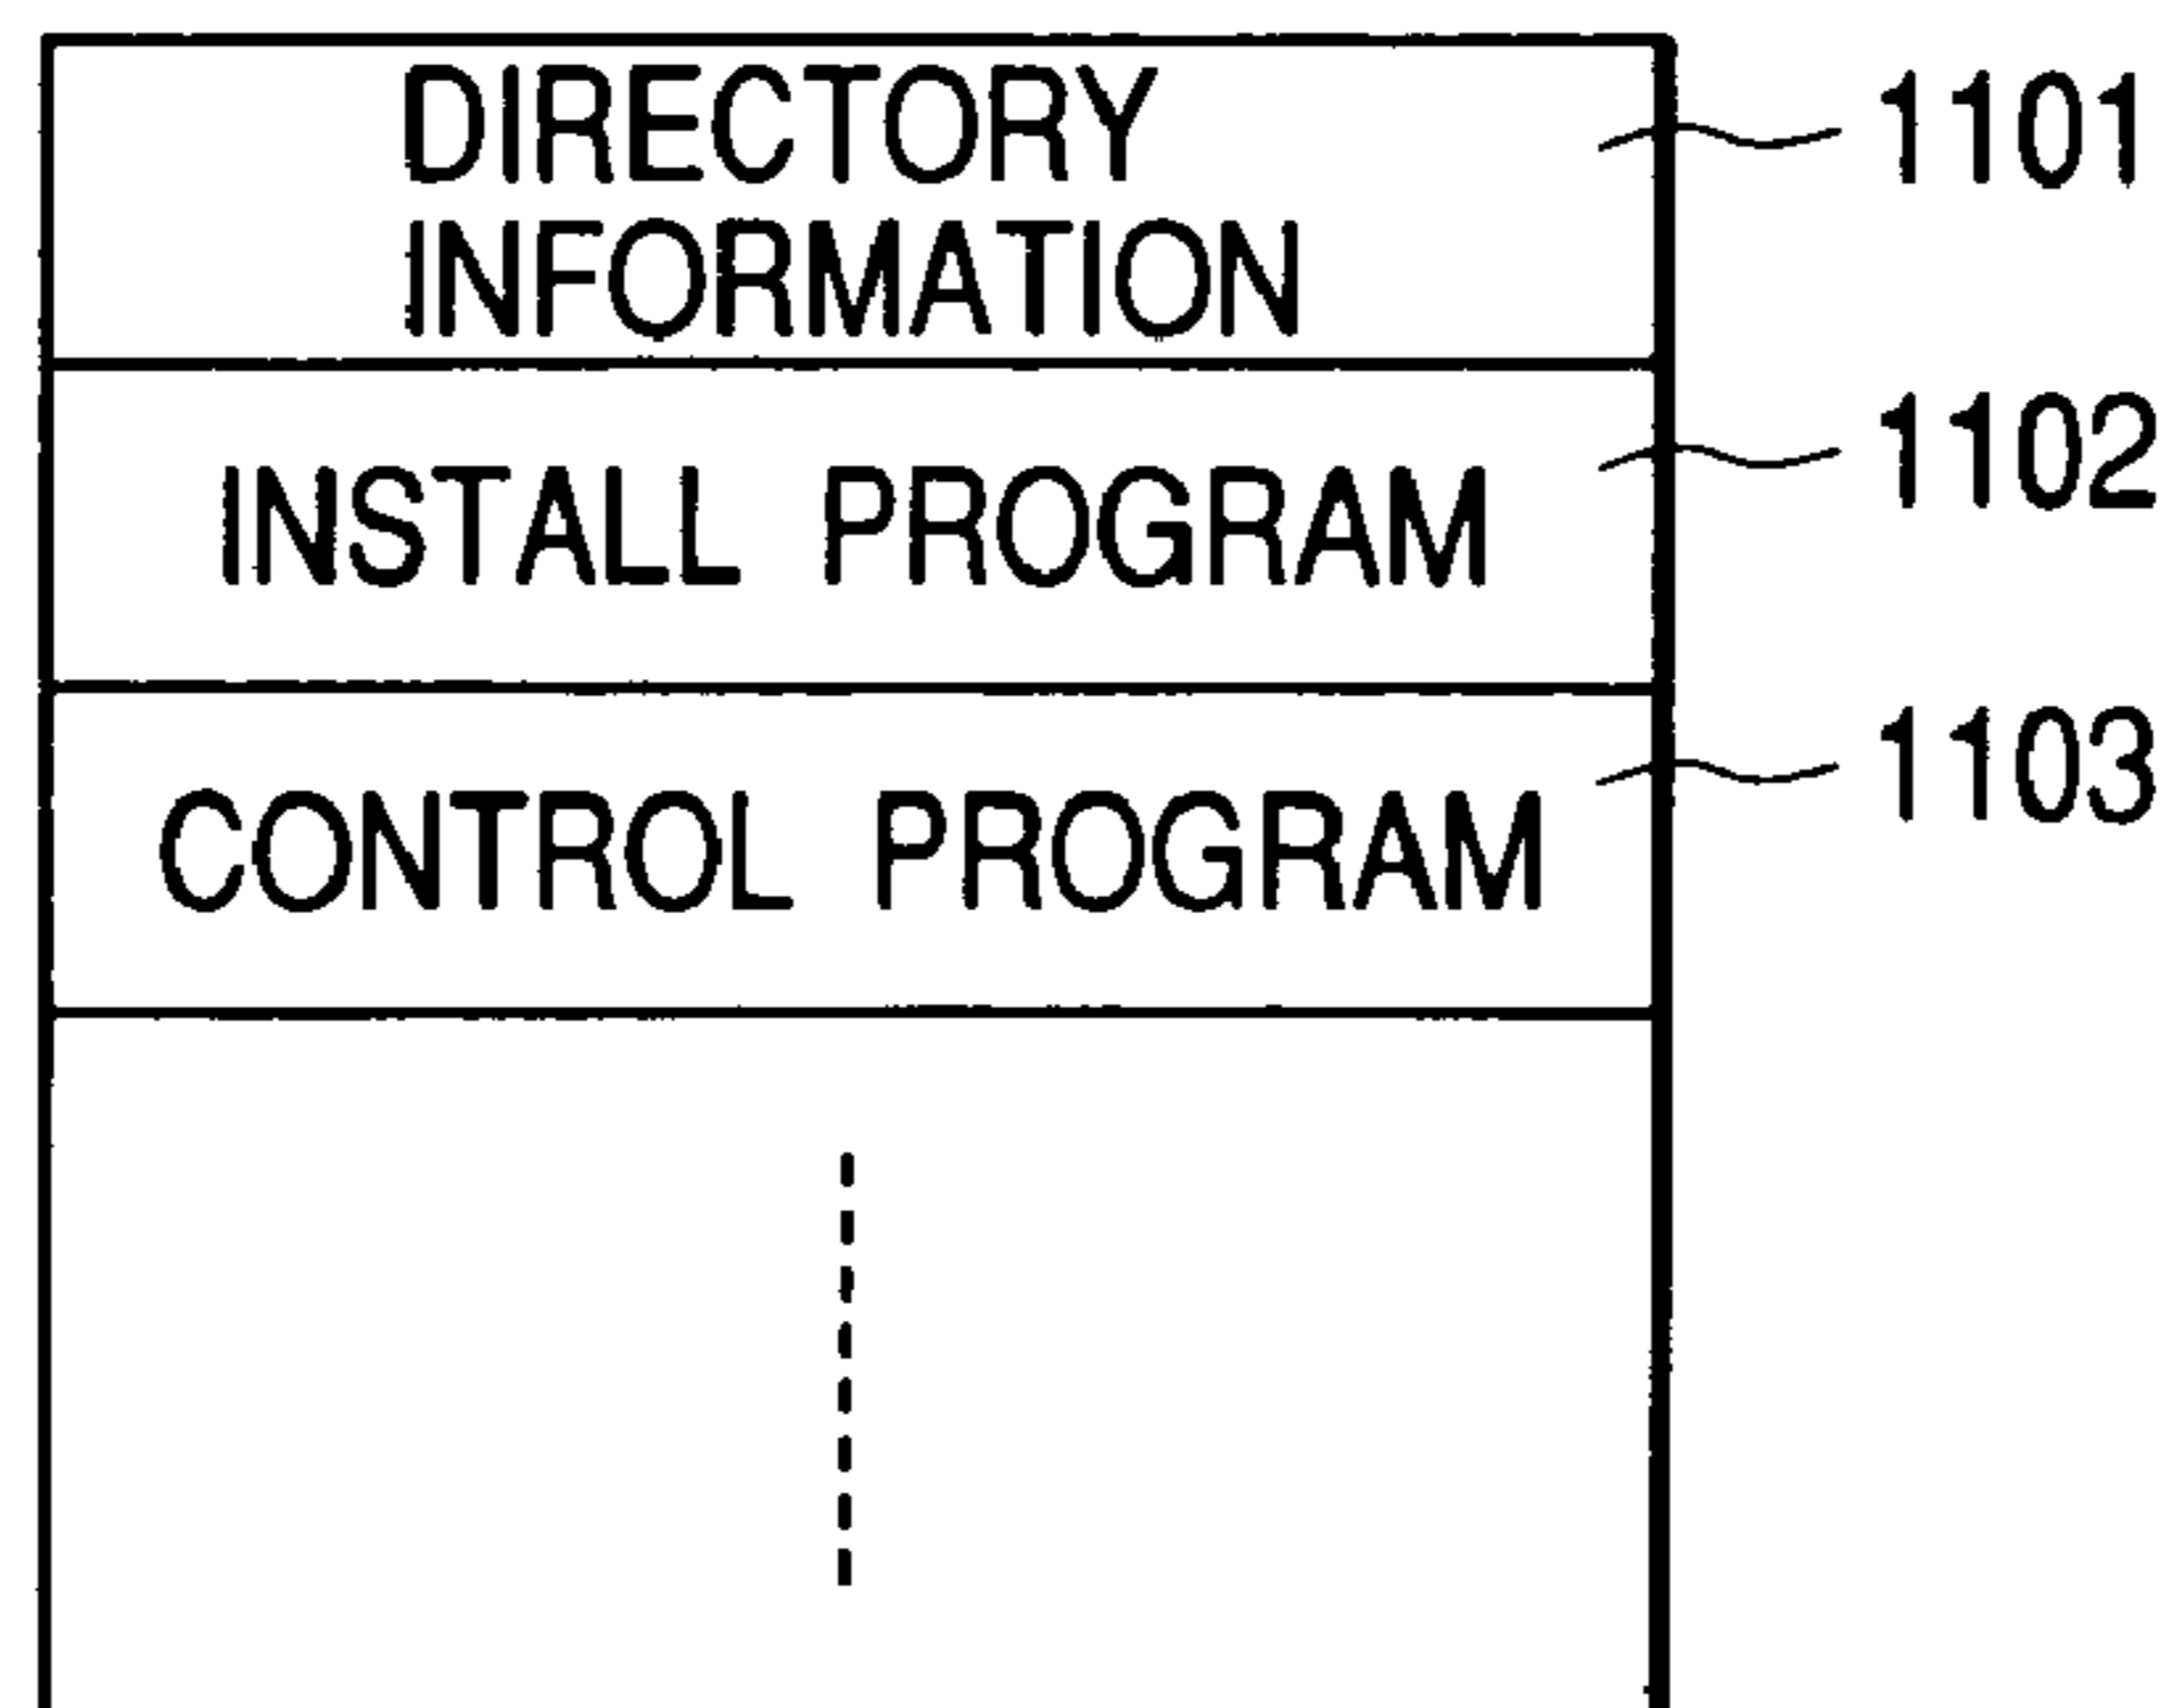 DIRECTORY
INFORMATION
1101
INSTALL PROGRAM
1102
CONTROL PROGRAM
1103